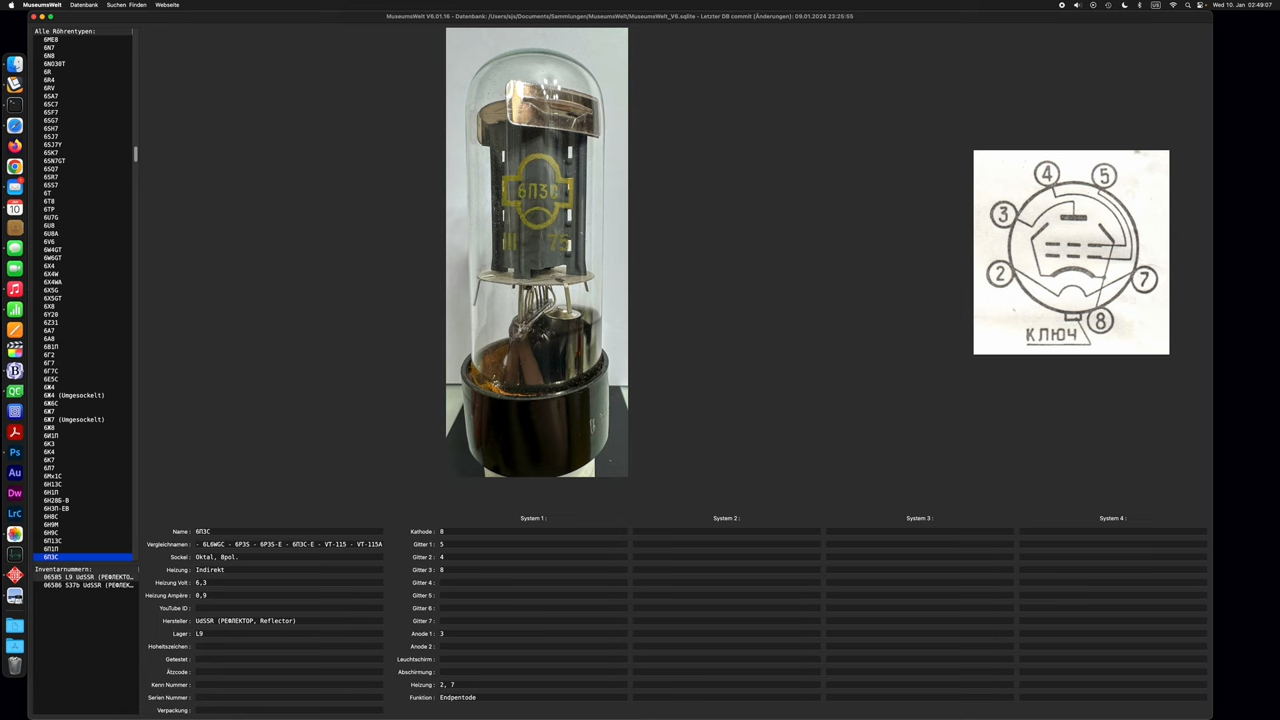 MuseumsWelt Datenbank Suchen Finden Webseite
US Wed 10. Jan 02:49:07
MuseumsWelt V6.01.16 - Datenbank: /Users/sjs/Documents/Sammlungen/MuseumsWelt/MuseumsWelt_V6.sqlite - Letzter DB commit (Änderungen): 09.01.2024 23:25:55
Alle Röhrentypen:
6ME8
6N7
6N8
6NO30T
6R
6R4
6RV
6SA7
6SC7
6SF7
6SG7
6SH7
6SJ7
6SJ7Y
6SK7
6SN7GT
6SQ7
6SR7
6SS7
6T
6T8
6TP
6U7G
6U8
6U8A
6V6
6W4GT
6W6GT
6X4
6X4W
6X4WA
6X5G
6X5GT
6X8
6Y20
6Z31
6А7
6А8
6В1П
6Г2
6Г7
6Г7С
6Е5С
6Ж4
6Ж4 (Umgesockelt)
6Ж6С
6Ж7
6Ж7 (Umgesockelt)
6Ж8
6И1П
6К3
6К4
6К7
6Л7
6Мх1С
6Н13С
6Н1П
6Н28Б-В
6Н3П-ЕВ
6Н8С
6Н9М
6Н9С
6П13С
6П1П
6П3С
Inventarnummern:
06585 L9 UdSSR (РЕФЛЕКТО…
06586 S37b UdSSR (РЕФЛЕК…
6П3С
III 75
4 5
3
2 7
8
КЛЮЧ
System 1 : System 2 : System 3 : System 4 :
Name : 6П3С
Vergleichnamen : - 6L6WGC - 6P3S - 6P3S-E - 6П3С-Е - VT-115 - VT-115A
Sockel : Oktal, 8pol.
Heizung : Indirekt
Heizung Volt : 6,3
Heizung Ampère : 0,9
YouTube ID :
Hersteller : UdSSR (РЕФЛЕКТОР, Reflector)
Lager : L9
Hoheitszeichen :
Getestet :
Ätzcode :
Kenn Nummer :
Serien Nummer :
Verpackung :
Kathode : 8
Gitter 1 : 5
Gitter 2 : 4
Gitter 3 : 8
Gitter 4 :
Gitter 5 :
Gitter 6 :
Gitter 7 :
Anode 1 : 3
Anode 2 :
Leuchtschirm :
Abschirmung :
Heizung : 2, 7
Funktion : Endpentode